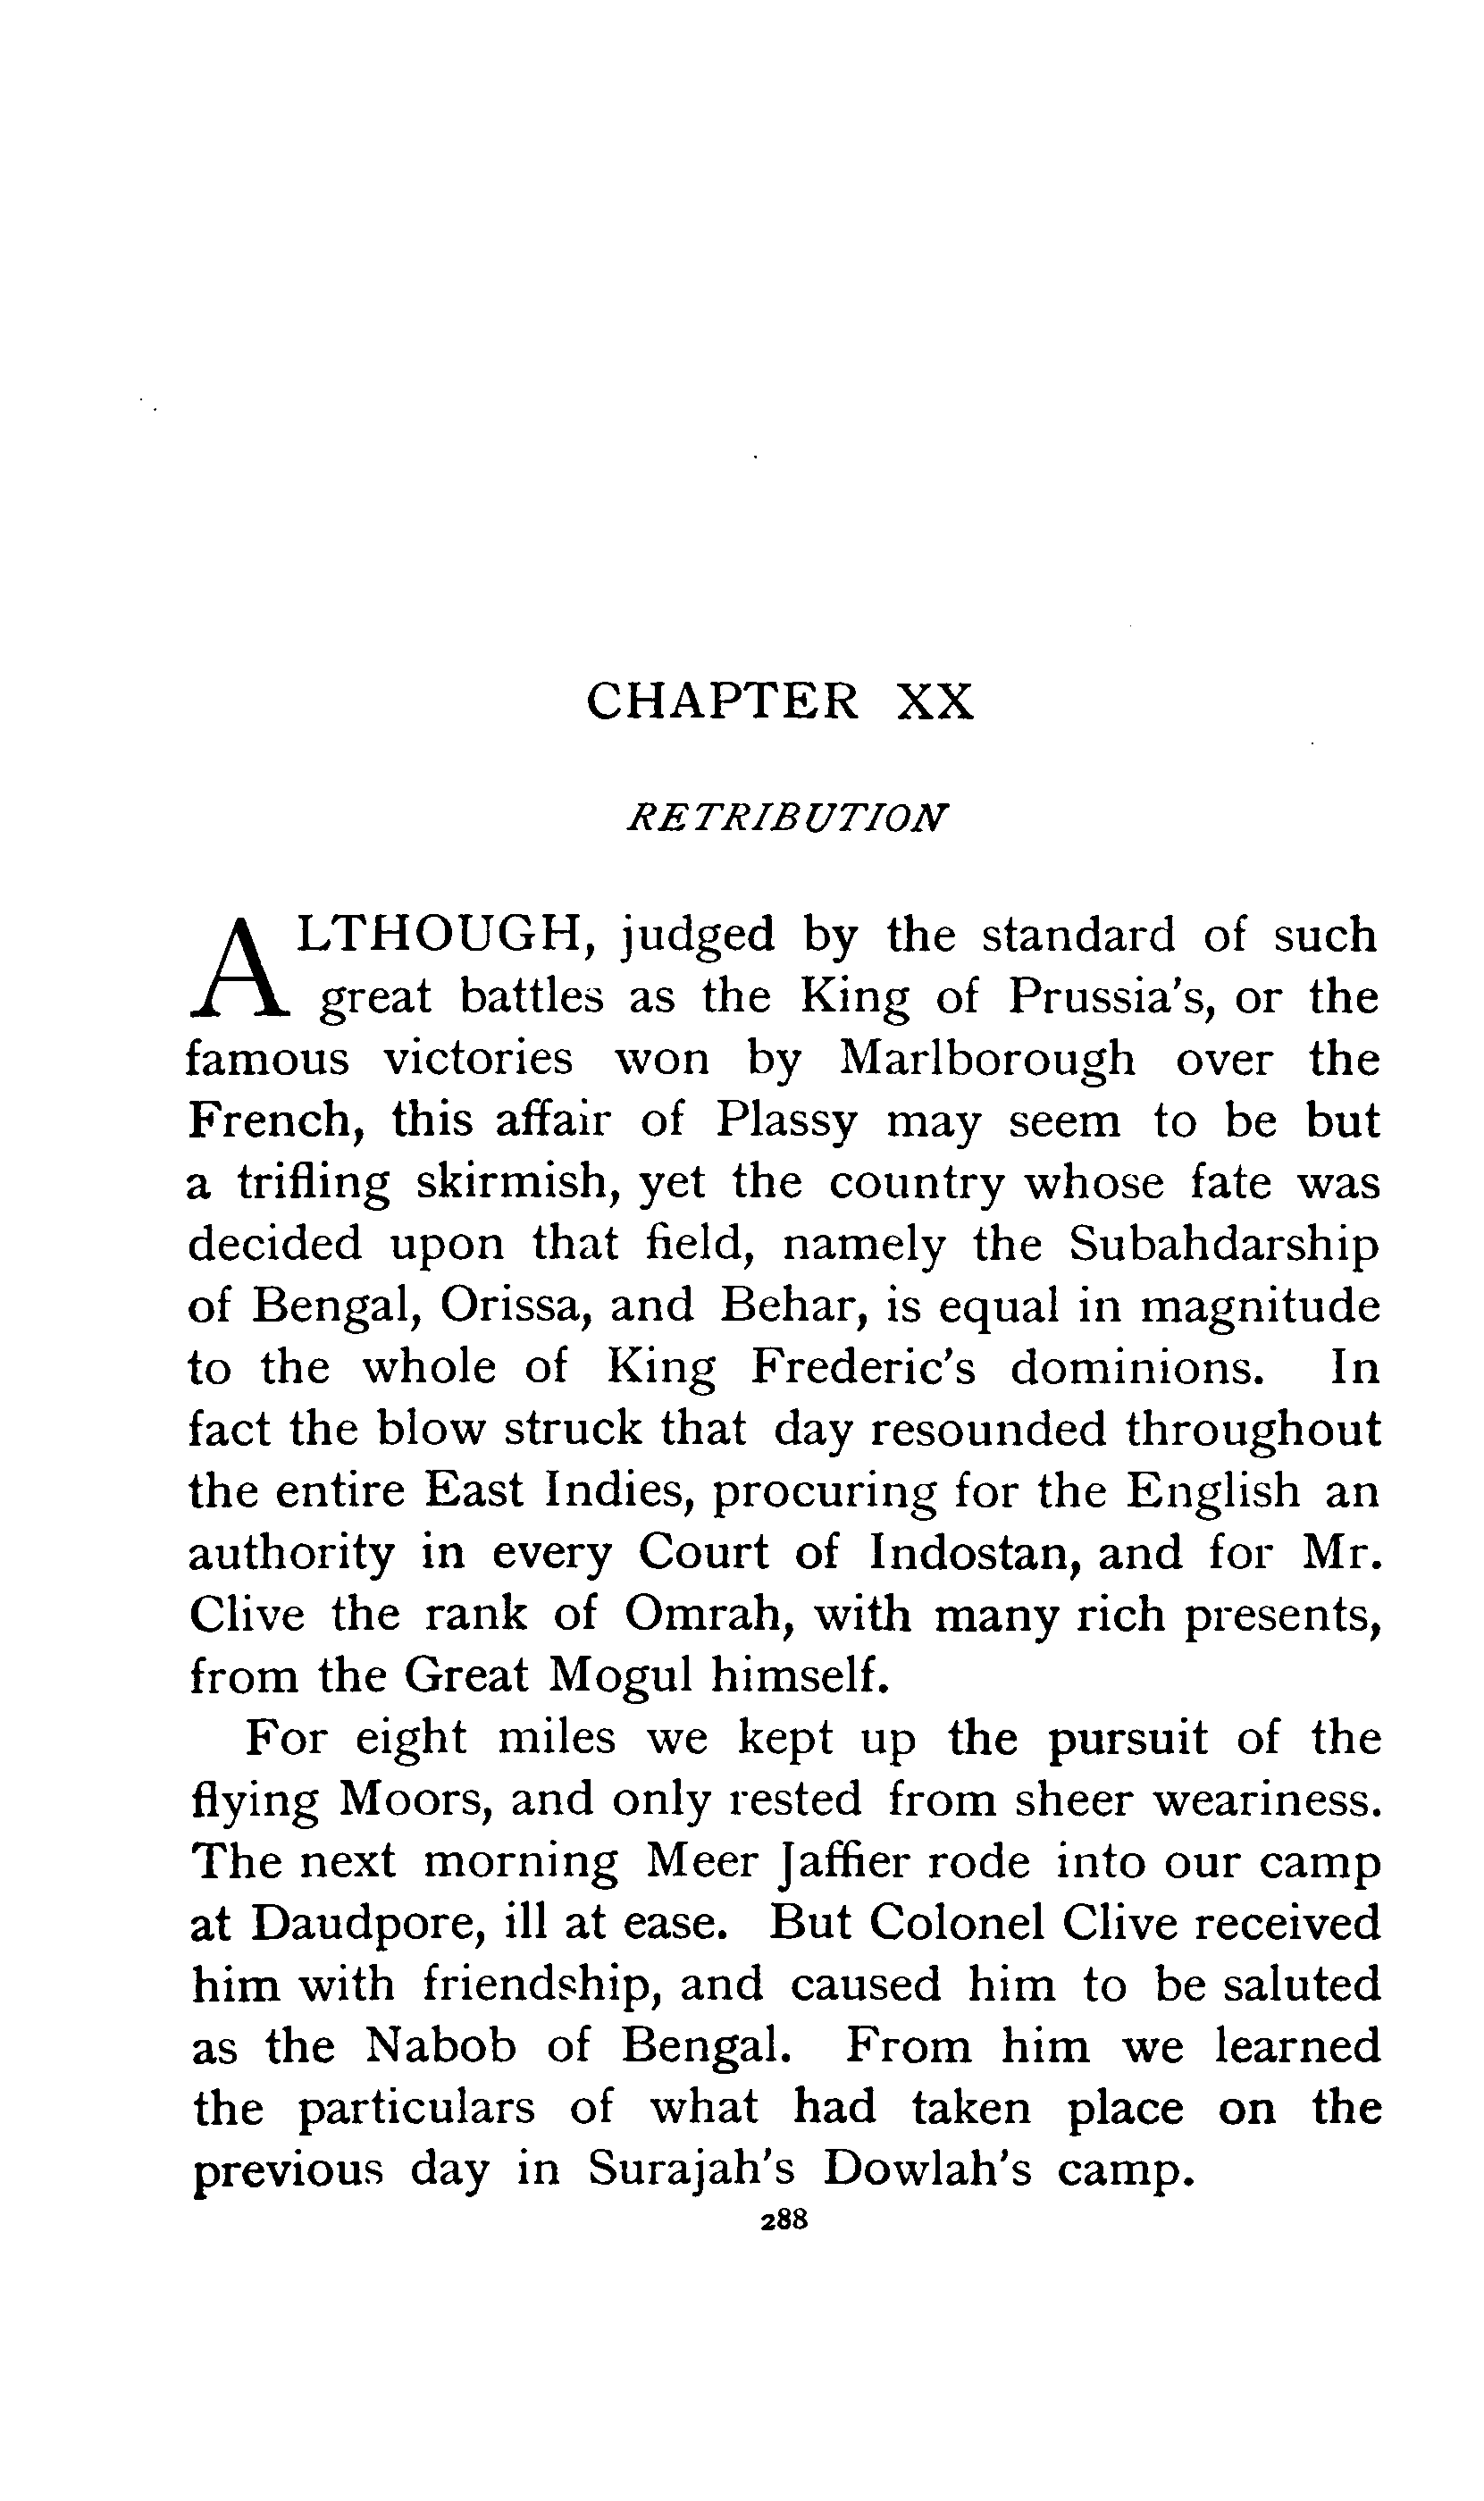 CHAPTER XX
RETRIBUTION
ALTHOUGH, judged by the standard of such
great battles as the King of Prussia's, or the
famous victories won by Marlborough over the
French, this affair of Plassy may seem to be but
a trifling skirmish, yet the country whose fate was
decided upon that field, namely the Subahdarship
of Bengal, Orissa, and Behar, is equal in magnitude
to the whole of King Frederic's dominions. In
fact the blow struck that day resounded throughout
the entire East Indies, procuring for the English an
authority in every Court of Indostan, and for Mr.
Clive the rank of Omrah, with many rich presents,
from the Great Mogul himself.
For eight miles we kept up the pursuit of the
flying Moors, and only rested from sheer weariness.
The next morning Meer Jaffier rode into our camp
at Daudpore, ill at ease. But Colonel Clive received
him with friendship, and caused him to be saluted
as the Nabob of Bengal. From him we learned
the particulars of what had taken place on the
previous day in Surajah's Dowlah's camp.
288